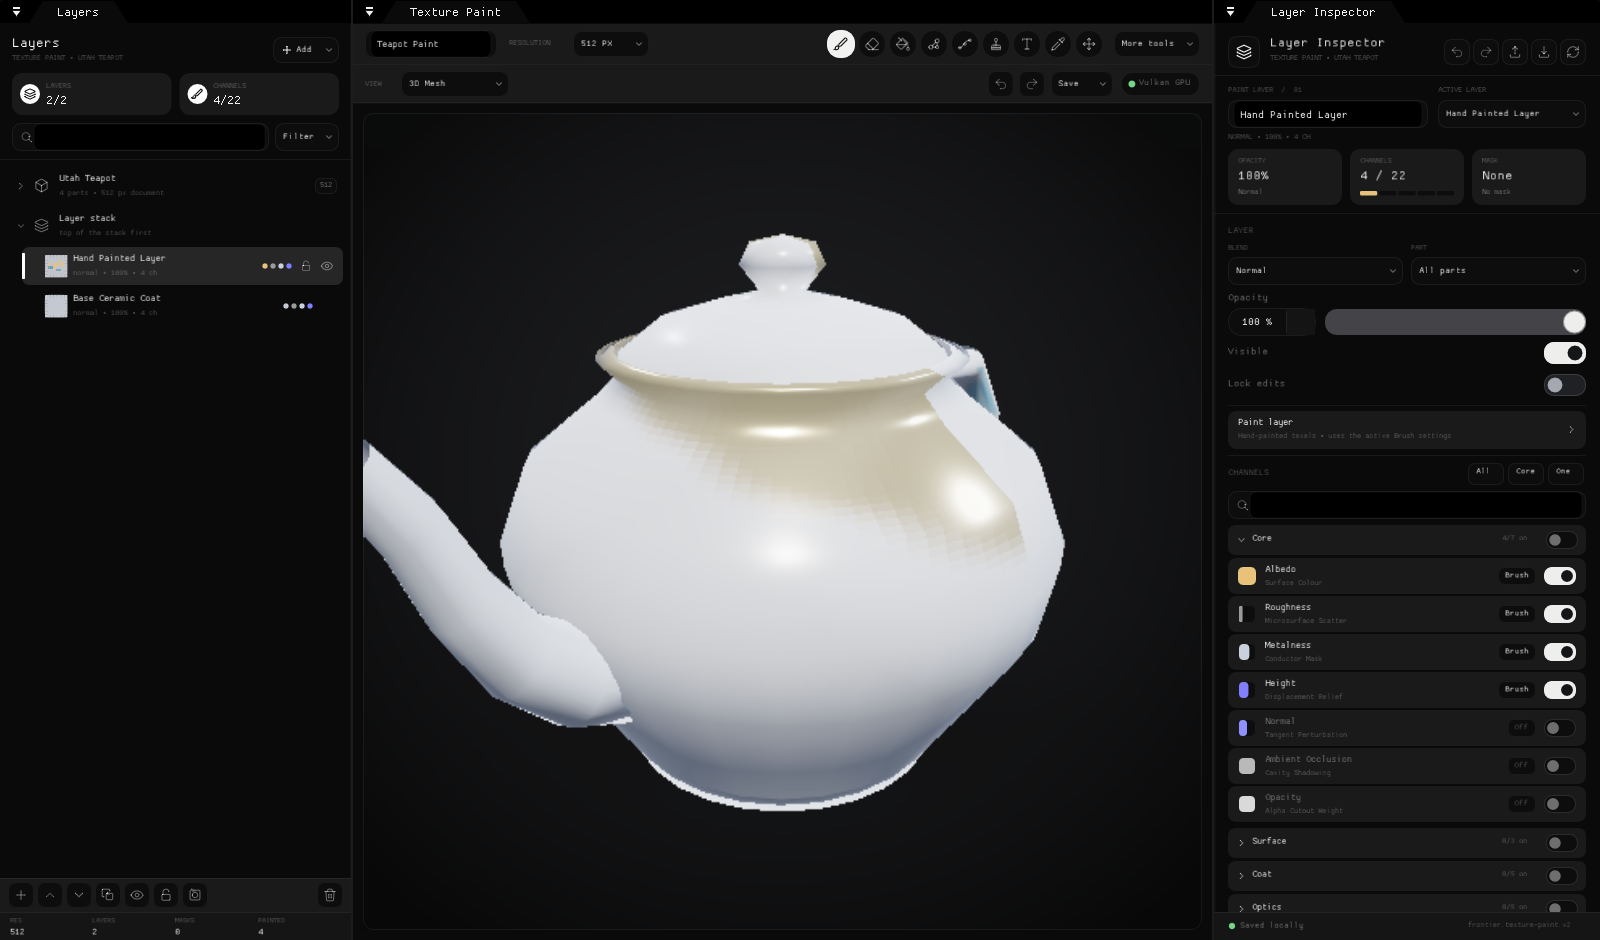 Layers
Texture Paint
Layer Inspector
Layers
TEXTURE PAINT • UTAH TEAPOT
Add
LAYERS
2/2
CHANNELS
4/22
Filter
Utah Teapot
4 parts • 512 px document
512
Layer stack
top of the stack first
Hand Painted Layer
normal • 100% • 4 ch
Base Ceramic Coat
normal • 100% • 4 ch
RES
512
LAYERS
2
MASKS
0
PAINTED
4
Teapot Paint
RESOLUTION
512 PX
More tools
VIEW
3D Mesh
Save
Vulkan GPU
Layer Inspector
TEXTURE PAINT • UTAH TEAPOT
PAINT LAYER / 01
Hand Painted Layer
NORMAL • 100% • 4 CH
ACTIVE LAYER
Hand Painted Layer
OPACITY
100%
Normal
CHANNELS
4 / 22
MASK
None
No mask
LAYER
BLEND
Normal
PART
All parts
Opacity
100 %
Visible
Lock edits
Paint layer
Hand-painted texels • uses the active Brush settings
CHANNELS
All
Core
One
Core
4/7 on
Albedo
Surface Colour
Brush
Roughness
Microsurface Scatter
Brush
Metalness
Conductor Mask
Brush
Height
Displacement Relief
Brush
Normal
Tangent Perturbation
Off
Ambient Occlusion
Cavity Shadowing
Off
Opacity
Alpha Cutout Weight
Off
Surface
0/3 on
Coat
0/5 on
Optics
0/5 on
Saved locally
frontier.texture-paint v2